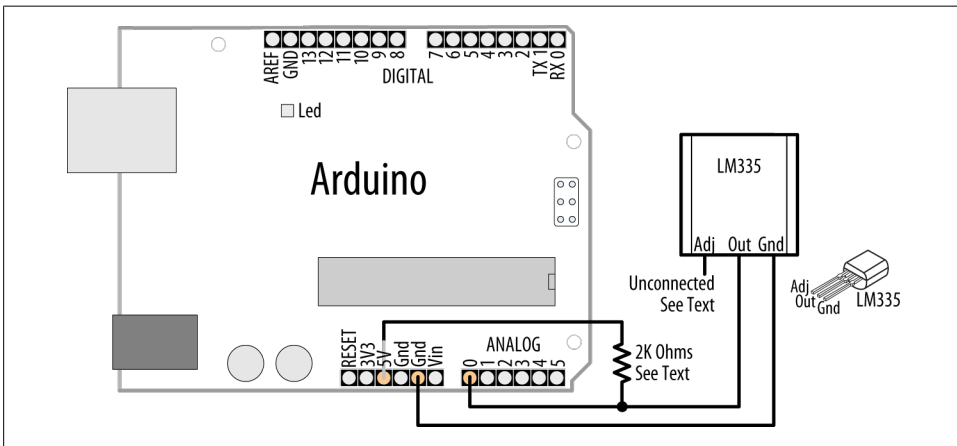 AREF
GND
13
12
11
10
9
8
7
6
5
4
3
2
TX 1
RX 0
DIGITAL
Led
Arduino
LM335
Adj Out Gnd
Unconnected
See Text
Adj
Out
Gnd
LM335
2K Ohms
See Text
RESET
3V3
5V
Gnd
Gnd
Vin
ANALOG
0
1
2
3
4
5